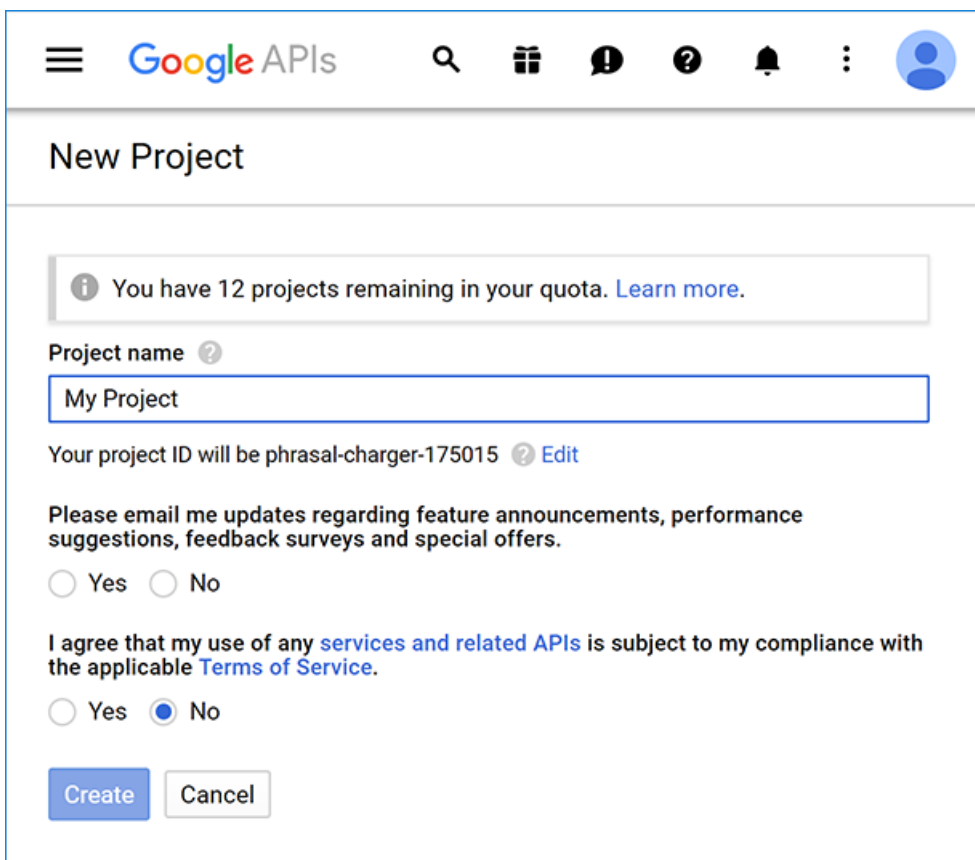 Google APIs
New Project
You have 12 projects remaining in your quota. Learn more.
Project name
My Project
Your project ID will be phrasal-charger-175015 Edit
Please email me updates regarding feature announcements, performance
suggestions, feedback surveys and special offers.
Yes No
I agree that my use of any services and related APIs is subject to my compliance with
the applicable Terms of Service.
Yes No
Create Cancel